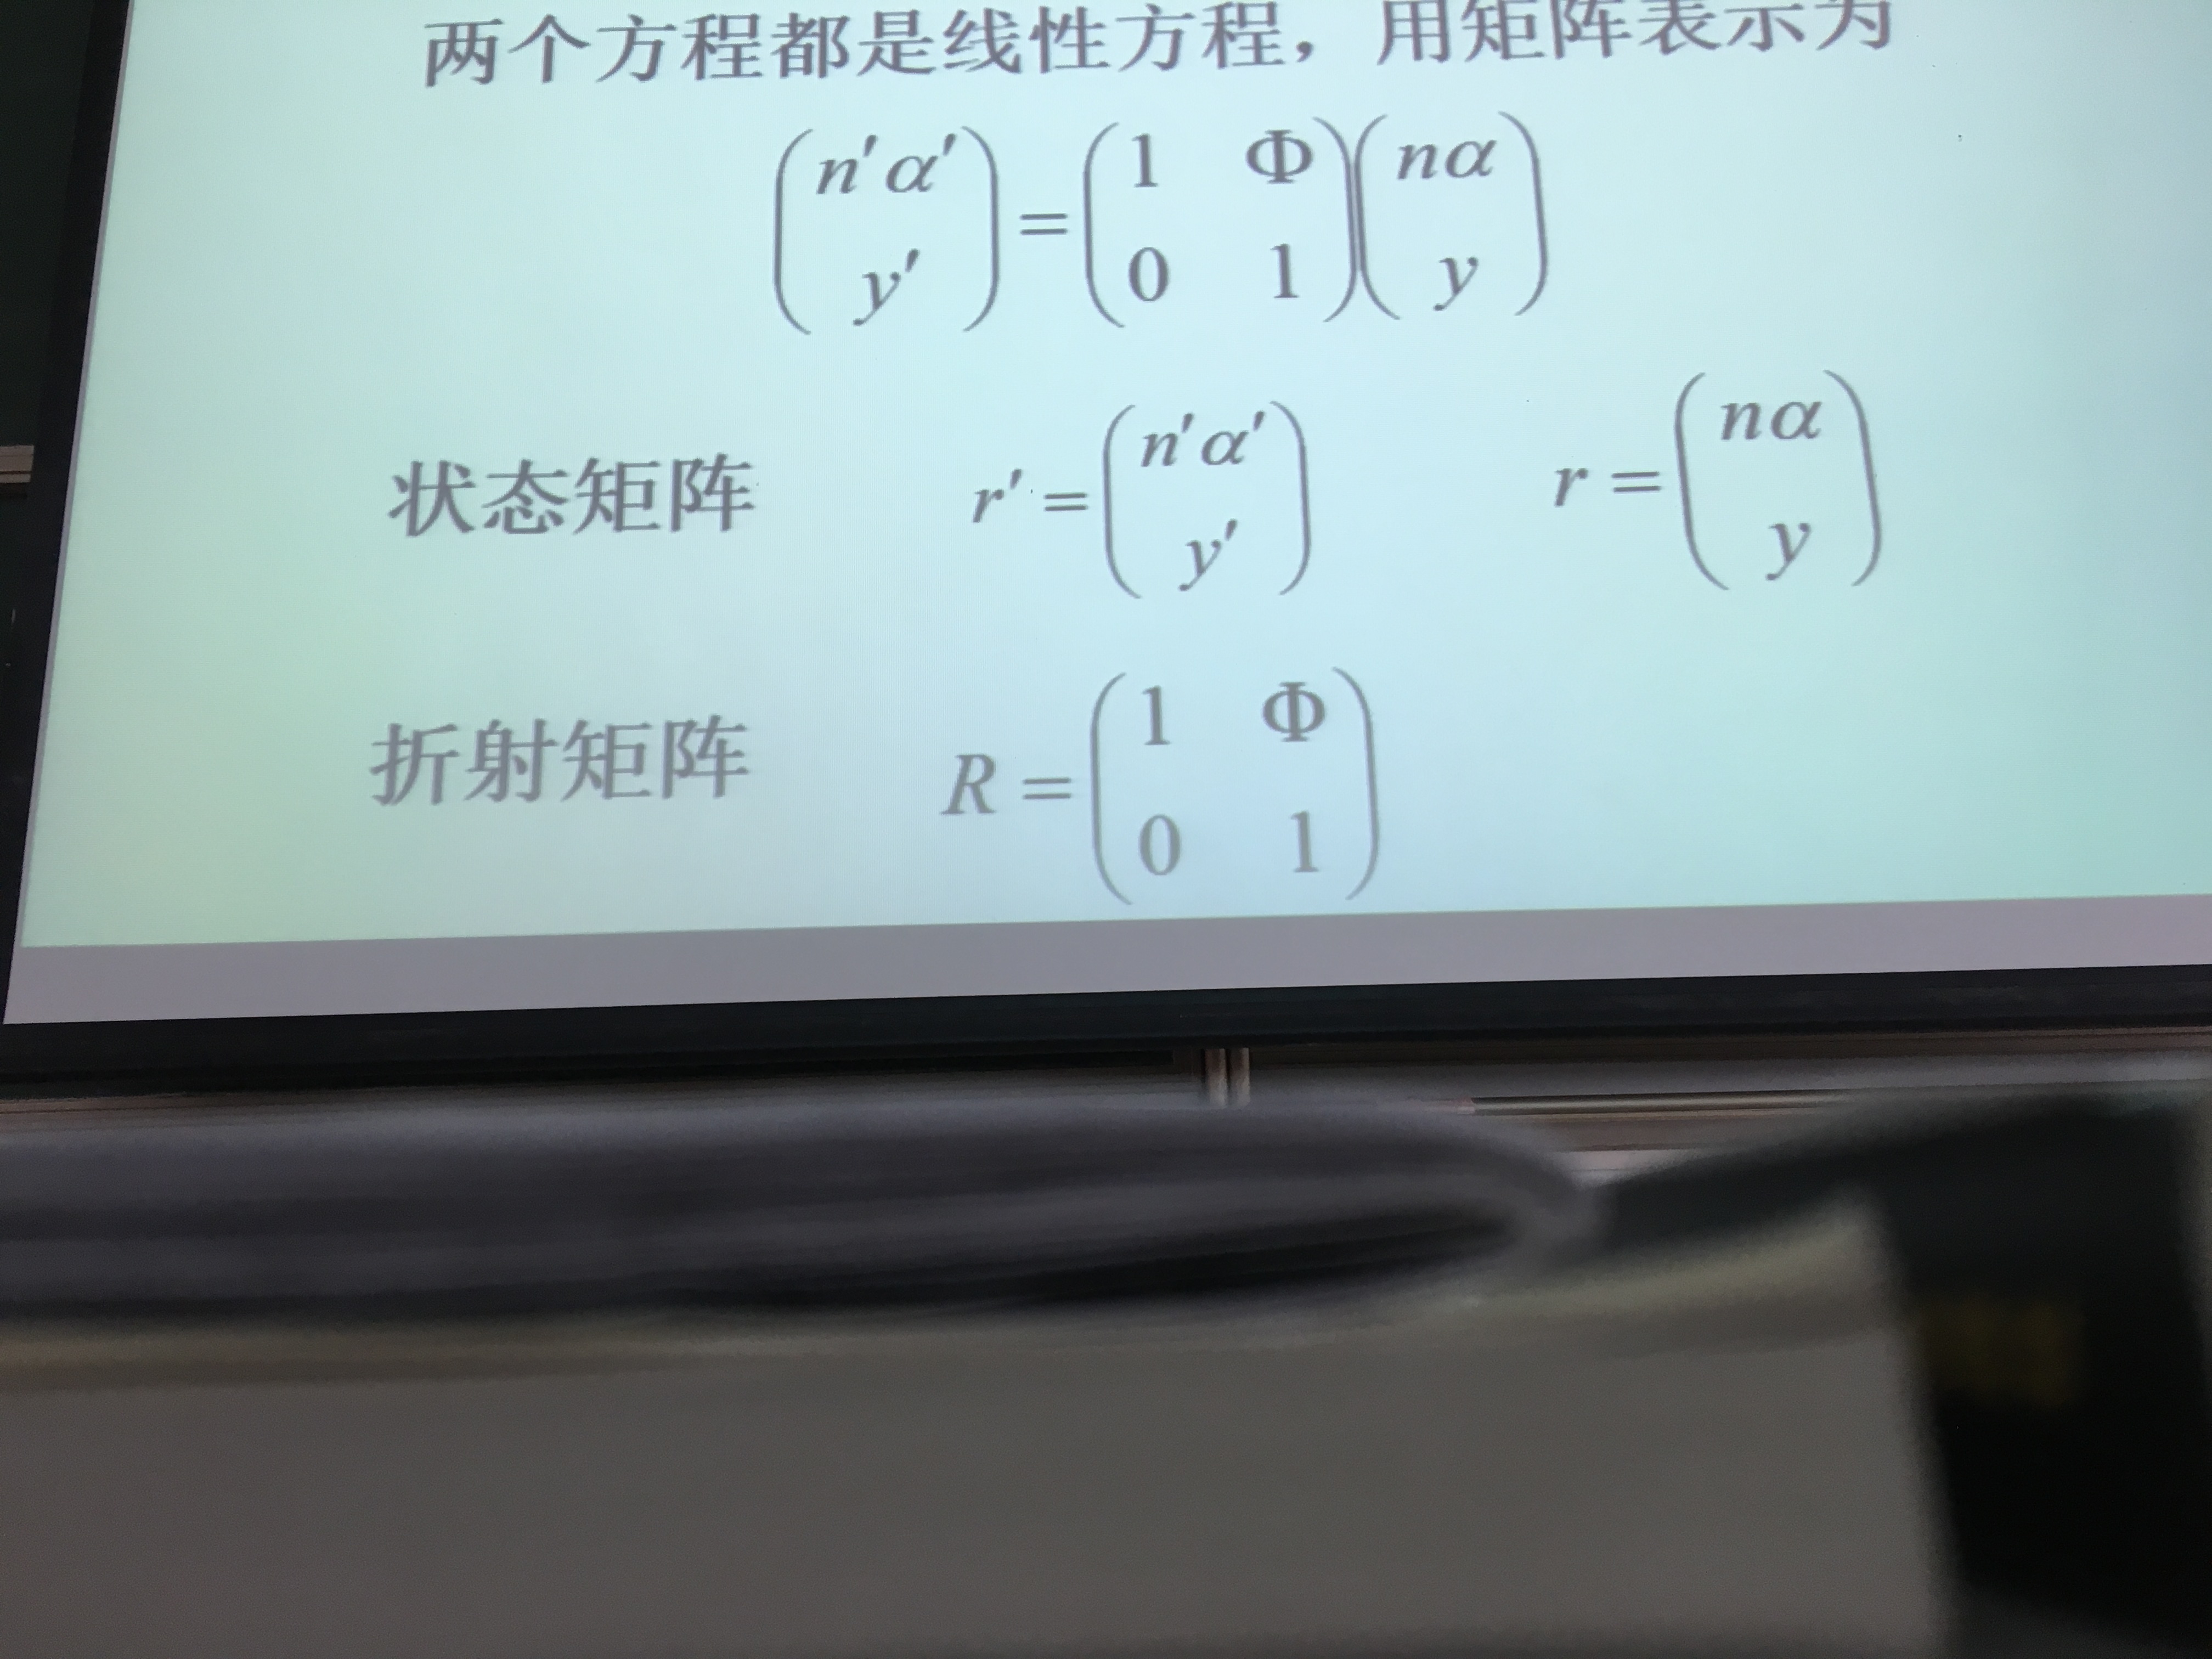 两个方程都是线性方程，用矩阵表示为
$\begin{pmatrix} n'\alpha' \\ y' \end{pmatrix} = \begin{pmatrix} 1 & \Phi \\ 0 & 1 \end{pmatrix} \begin{pmatrix} n\alpha \\ y \end{pmatrix}$
状态矩阵 $r' = \begin{pmatrix} n'\alpha' \\ y' \end{pmatrix}$ $r = \begin{pmatrix} n\alpha \\ y \end{pmatrix}$
折射矩阵 $R = \begin{pmatrix} 1 & \Phi \\ 0 & 1 \end{pmatrix}$